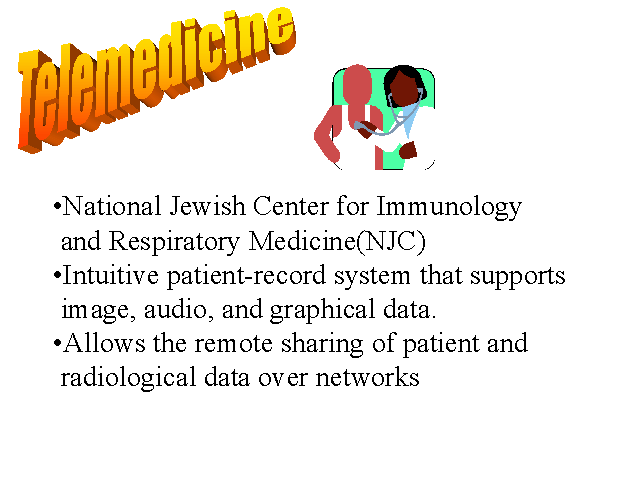 Telemedicine
•National Jewish Center for Immunology
and Respiratory Medicine(NJC)
•Intuitive patient-record system that supports
image, audio, and graphical data.
•Allows the remote sharing of patient and
radiological data over networks